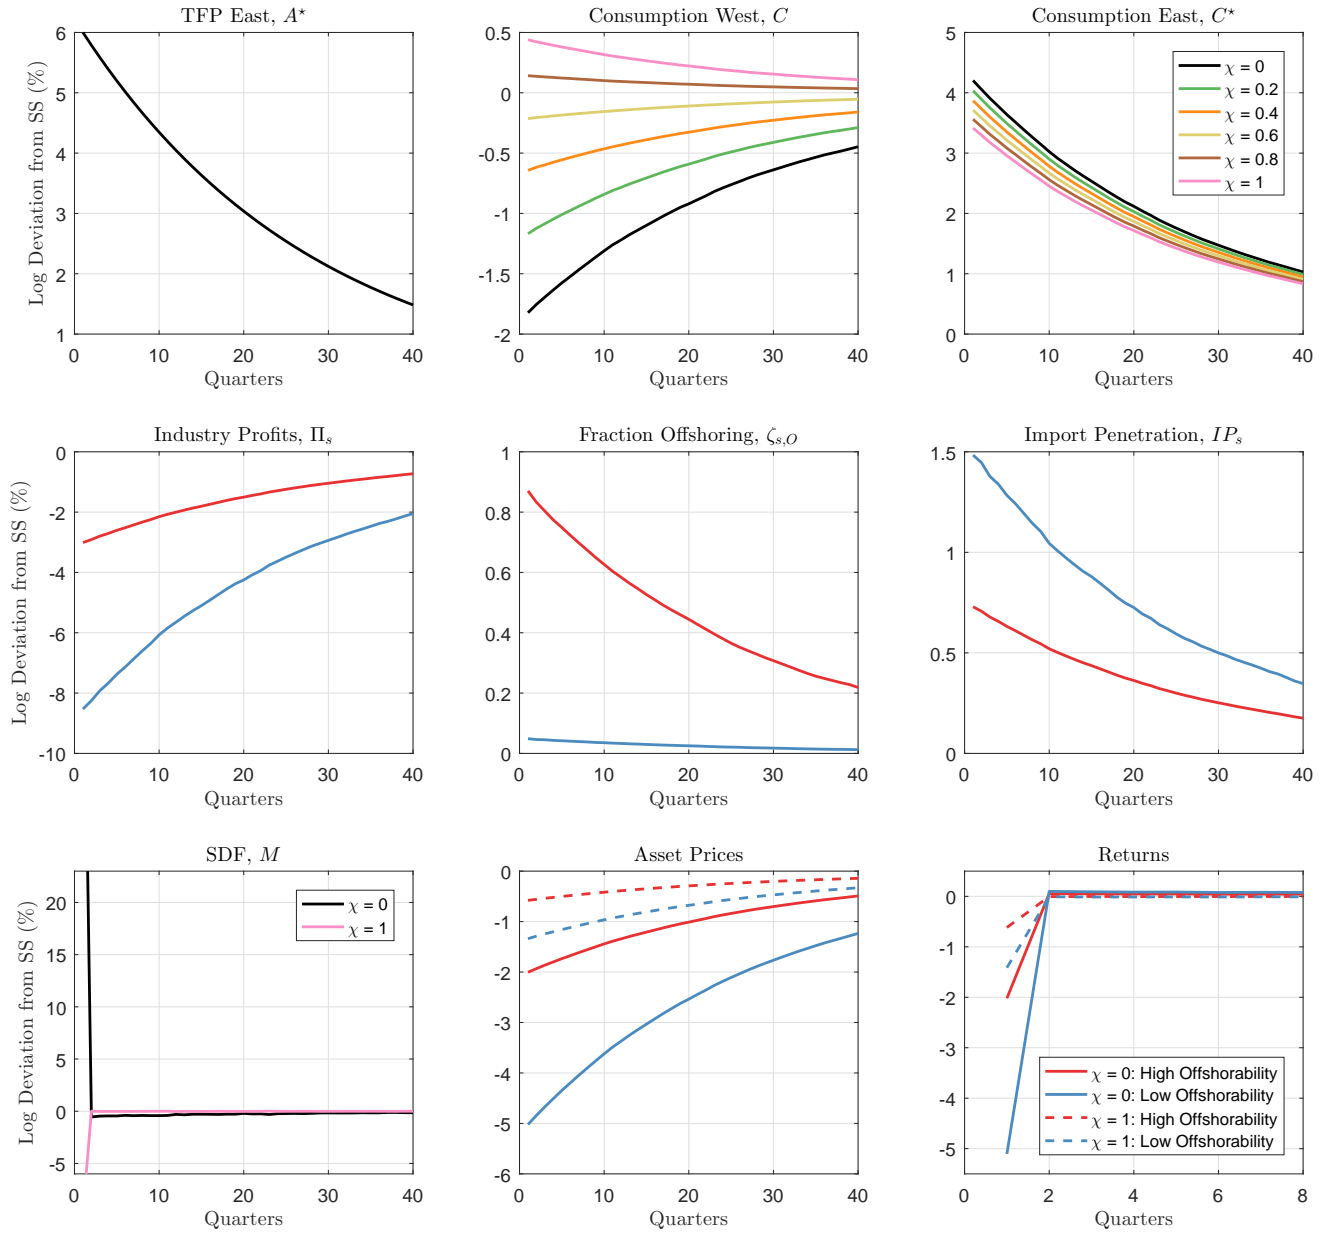 TFP East, A⋆
Consumption West, C
Consumption East, C⋆
Log Deviation from SS (%)
6
5
4
3
2
1
0 10 20 30 40
Quarters
0.5
0
-0.5
-1
-1.5
-2
0 10 20 30 40
Quarters
5
4
3
2
1
0
χ = 0
χ = 0.2
χ = 0.4
χ = 0.6
χ = 0.8
χ = 1
0 10 20 30 40
Quarters
Industry Profits, Πs
Fraction Offshoring, ζs,O
Import Penetration, IPs
Log Deviation from SS (%)
0
-2
-4
-6
-8
-10
0 10 20 30 40
Quarters
1
0.8
0.6
0.4
0.2
0
0 10 20 30 40
Quarters
1.5
1
0.5
0
0 10 20 30 40
Quarters
SDF, M
Asset Prices
Returns
Log Deviation from SS (%)
20
15
10
5
0
-5
χ = 0
χ = 1
0 10 20 30 40
Quarters
0
-1
-2
-3
-4
-5
-6
0 10 20 30 40
Quarters
0
-1
-2
-3
-4
-5
χ = 0: High Offshorability
χ = 0: Low Offshorability
χ = 1: High Offshorability
χ = 1: Low Offshorability
0 2 4 6 8
Quarters